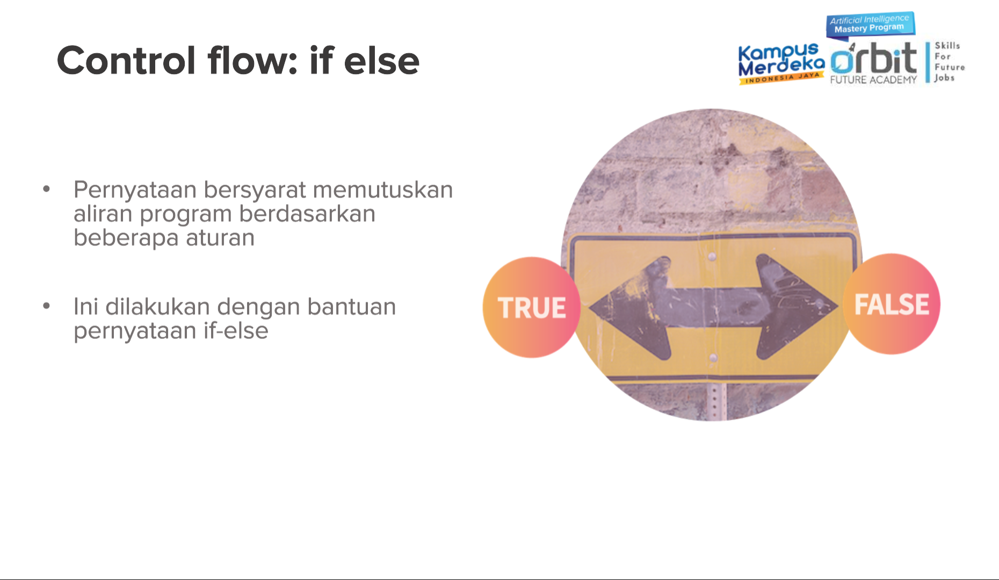 Control flow: if else
Artificial Intelligence
Mastery Program
Kampus
Merdeka
INDONESIA JAYA
orbit
FUTURE ACADEMY
Skills
For
Future
Jobs
• Pernyataan bersyarat memutuskan
aliran program berdasarkan
beberapa aturan
• Ini dilakukan dengan bantuan
pernyataan if-else
TRUE
FALSE